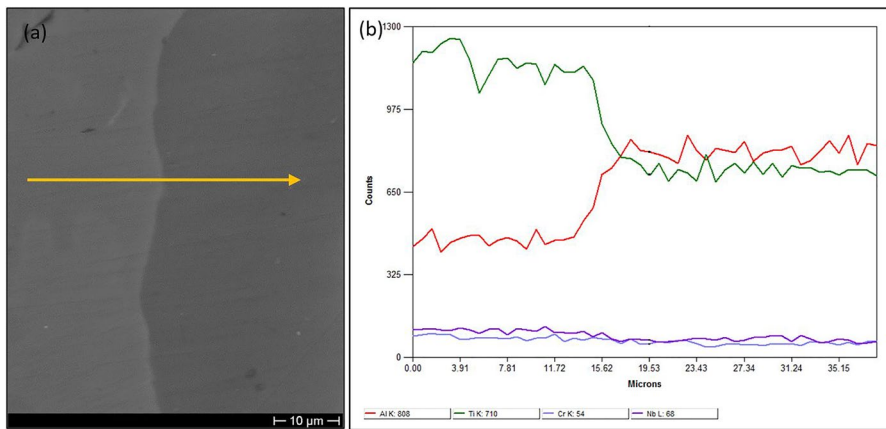 (a)
10 µm
(b)
1300
975
650
325
0
Counts
0.00 3.91 7.81 11.72 15.62 19.53 23.43 27.34 31.24 35.15
Microns
Al K: 808 Ti K: 710 Cr K: 54 Nb L: 68